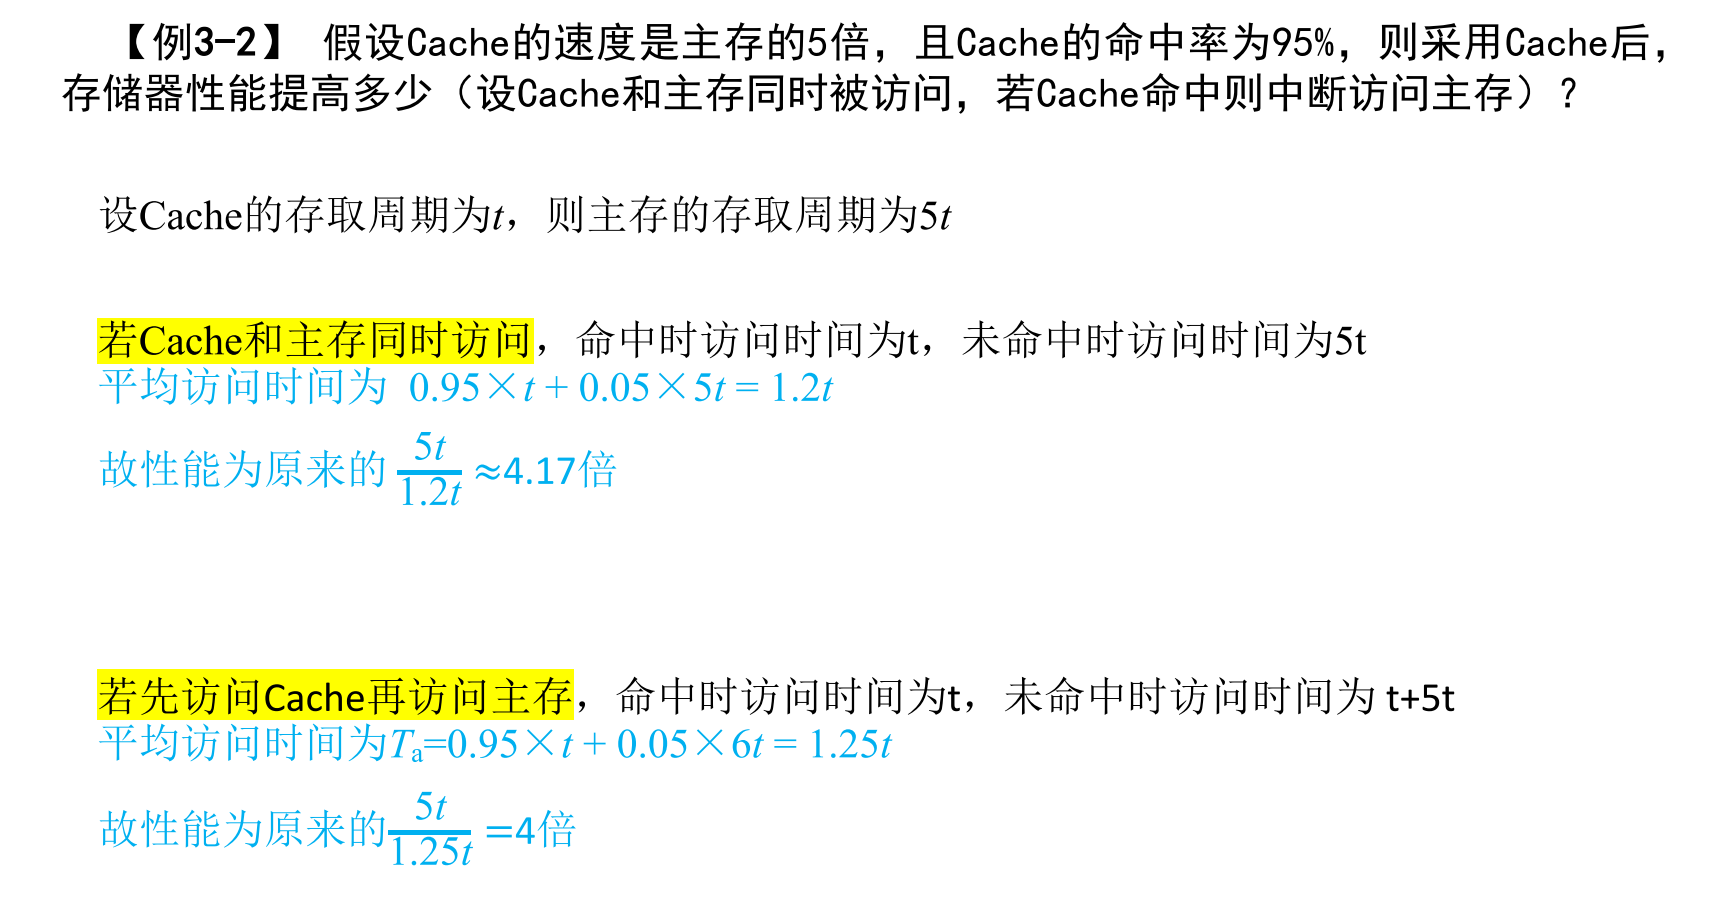 【例3-2】 假设Cache的速度是主存的5倍，且Cache的命中率为95%，则采用Cache后，
存储器性能提高多少（设Cache和主存同时被访问，若Cache命中则中断访问主存）？
设Cache的存取周期为t，则主存的存取周期为5t
若Cache和主存同时访问，命中时访问时间为t，未命中时访问时间为5t
平均访问时间为 0.95×t + 0.05×5t = 1.2t
故性能为原来的 5t/1.2t ≈4.17倍
若先访问Cache再访问主存，命中时访问时间为t，未命中时访问时间为 t+5t
平均访问时间为Ta=0.95×t + 0.05×6t = 1.25t
故性能为原来的 5t/1.25t =4倍